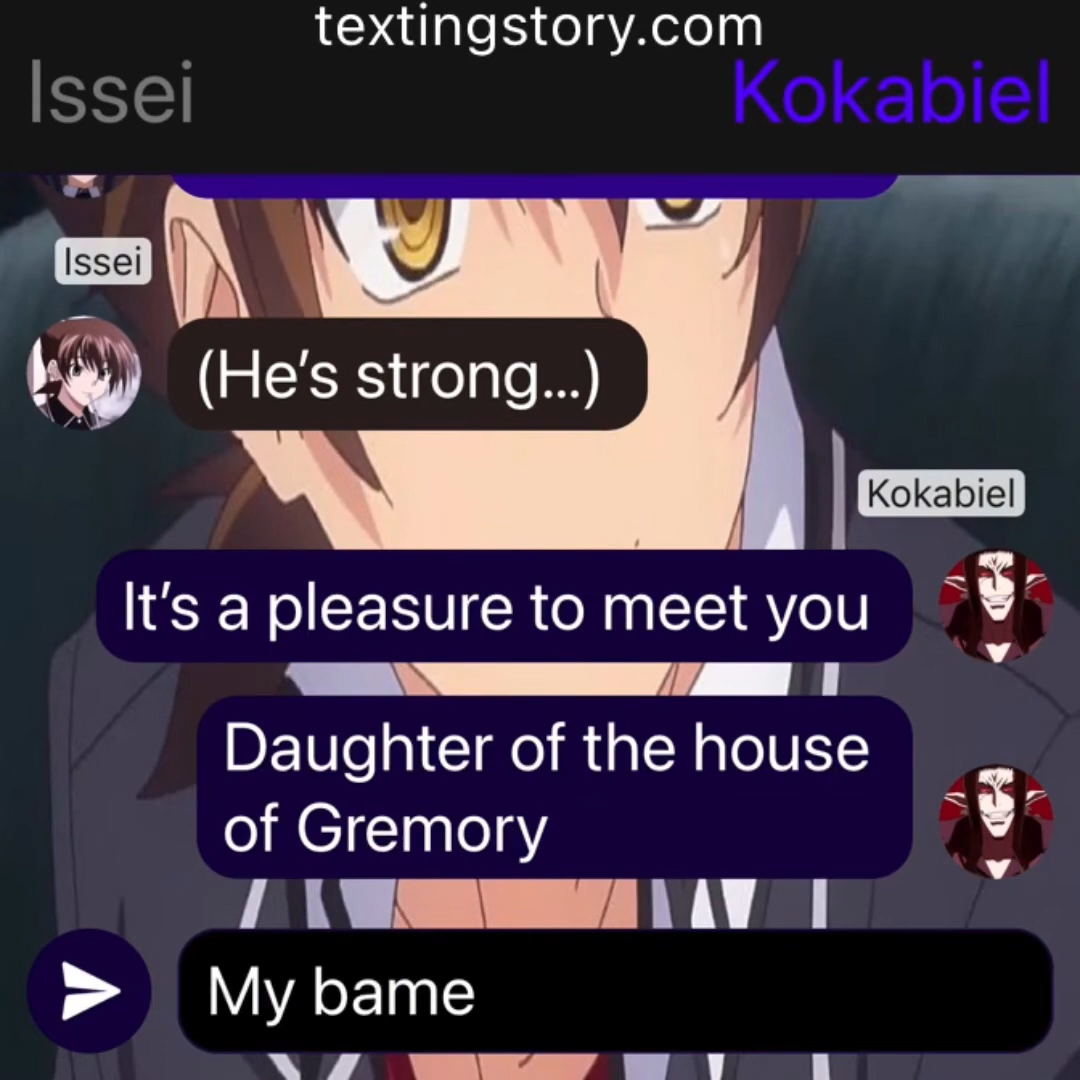 textingstory.com
Issei Kokabiel
Issei
(He’s strong...)
Kokabiel
It’s a pleasure to meet you
Daughter of the house
of Gremory
My bame